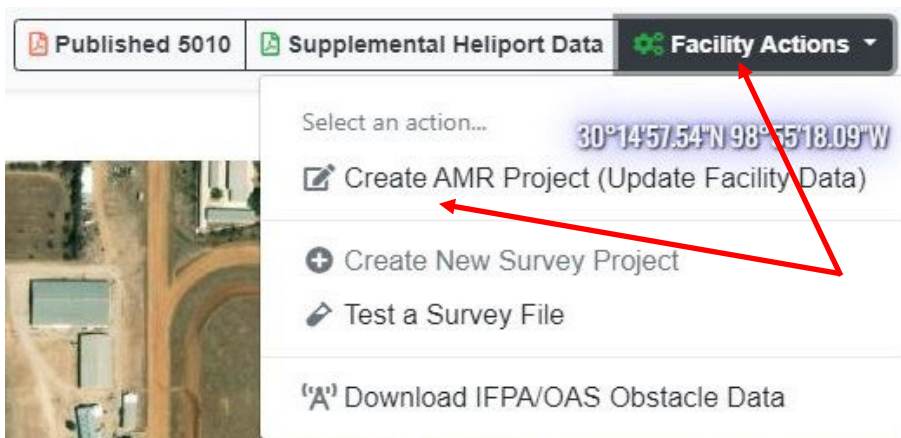 Published 5010 Supplemental Heliport Data Facility Actions
Select an action...
30°14'57.54"N 98°55'18.09"W
Create AMR Project (Update Facility Data)
Create New Survey Project
Test a Survey File
Download IFPA/OAS Obstacle Data